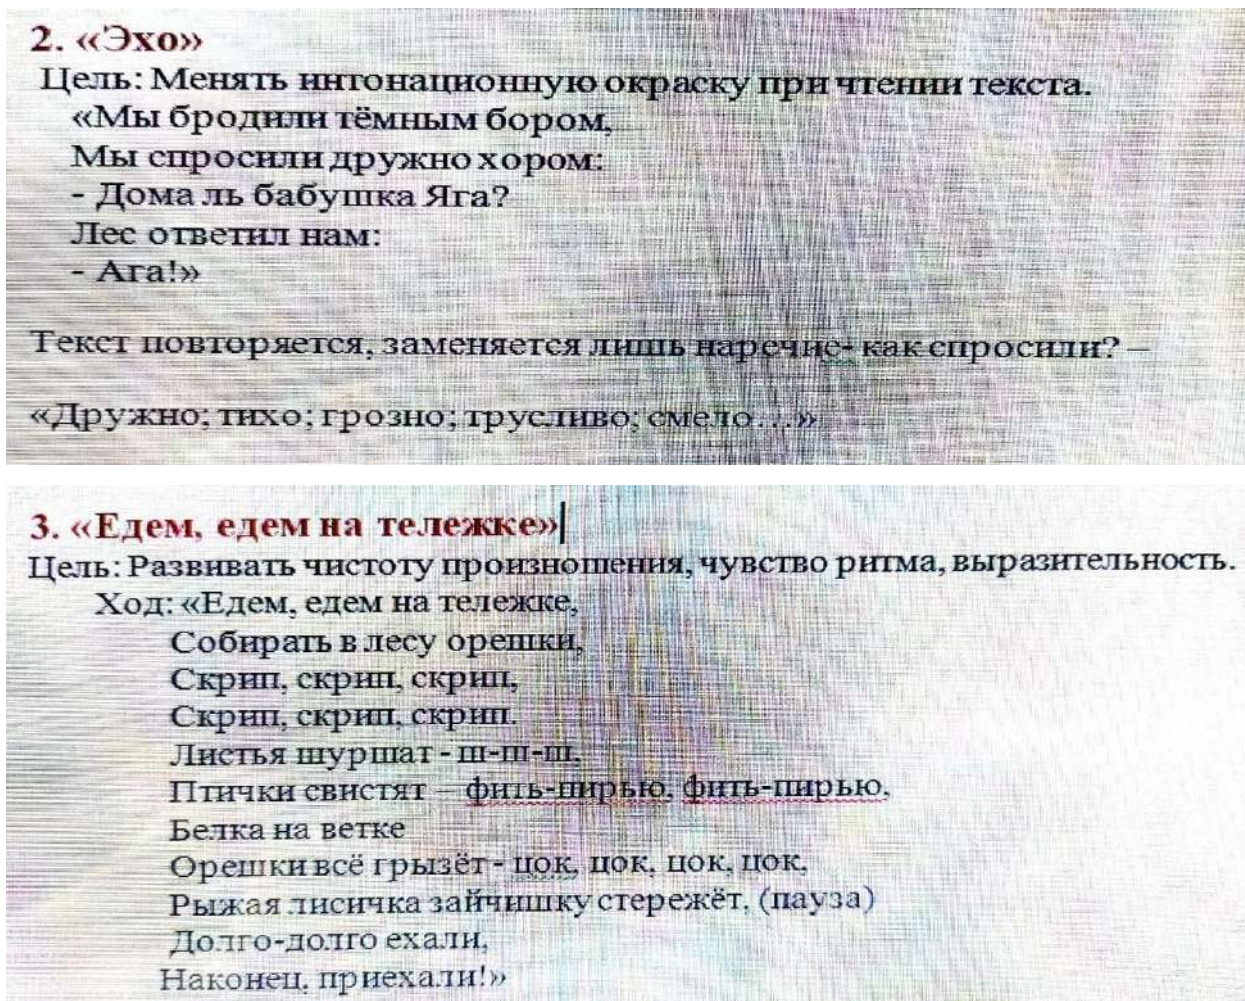 2. «Эхо»
Цель: Менять интонационную окраску при чтении текста.
«Мы бродили тёмным бором,
Мы спросили дружно хором:
- Дома ль бабушка Яга?
Лес ответил нам:
- Ага!»
Текст повторяется, заменяется лишь наречие- как спросили? –
«Дружно; тихо; грозно; трусливо; смело…»
3. «Едем, едем на тележке»
Цель: Развивать чистоту произношения, чувство ритма, выразительность.
Ход: «Едем, едем на тележке,
Собирать в лесу орешки,
Скрип, скрип, скрип,
Скрип, скрип, скрип.
Листья шуршат - ш-ш-ш,
Птички свистят – фить-пирью, фить-пирью,
Белка на ветке
Орешки всё грызёт - цок, цок, цок, цок,
Рыжая лисичка зайчишку стережёт, (пауза)
Долго-долго ехали,
Наконец, приехали!»